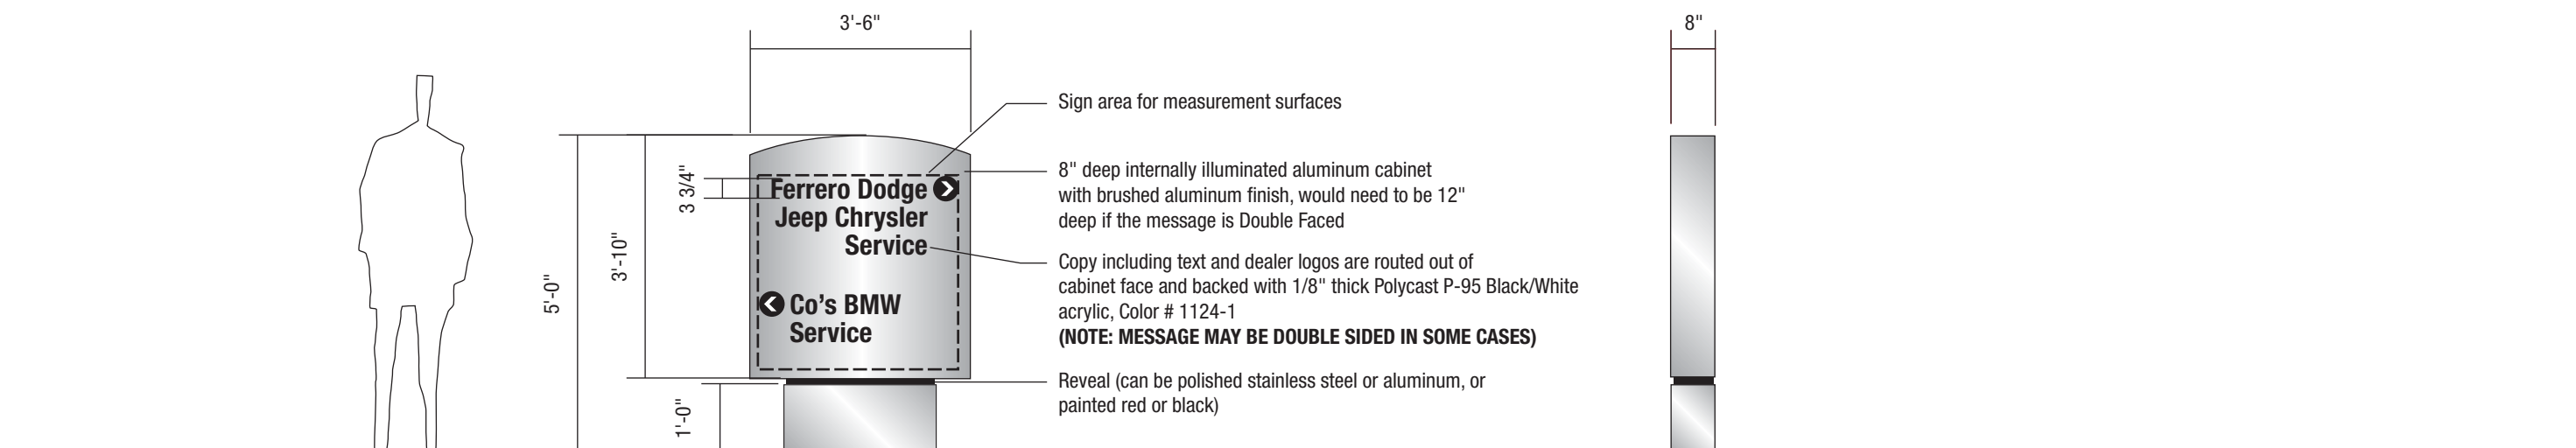 3'-6"
8"
Sign area for measurement surfaces
8" deep internally illuminated aluminum cabinet
with brushed aluminum finish, would need to be 12"
deep if the message is Double Faced
3 3/4"
Ferrero Dodge
Jeep Chrysler
Service
3'-10"
5'-0"
Copy including text and dealer logos are routed out of
cabinet face and backed with 1/8" thick Polycast P-95 Black/White
acrylic, Color # 1124-1
(NOTE: MESSAGE MAY BE DOUBLE SIDED IN SOME CASES)
Co's BMW
Service
Reveal (can be polished stainless steel or aluminum, or
painted red or black)
1'-0"